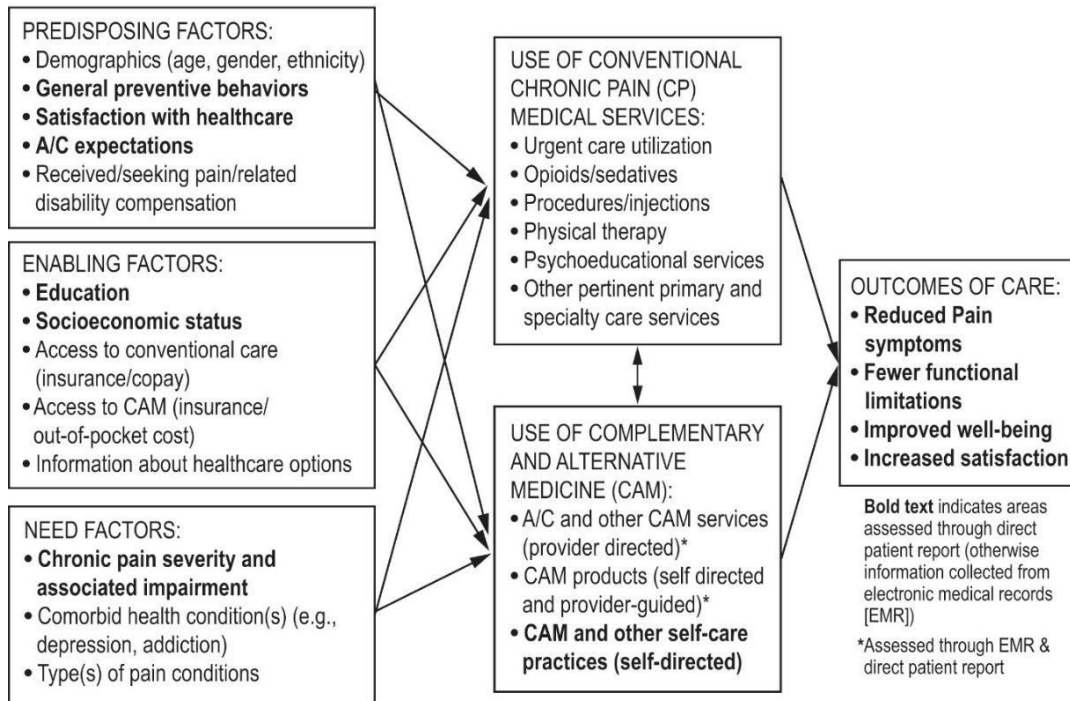 PREDISPOSING FACTORS:
• Demographics (age, gender, ethnicity)
• General preventive behaviors
• Satisfaction with healthcare
• A/C expectations
• Received/seeking pain/related
disability compensation
ENABLING FACTORS:
• Education
• Socioeconomic status
• Access to conventional care
(insurance/copay)
• Access to CAM (insurance/
out-of-pocket cost)
• Information about healthcare options
NEED FACTORS:
• Chronic pain severity and
associated impairment
• Comorbid health condition(s) (e.g.,
depression, addiction)
• Type(s) of pain conditions
USE OF CONVENTIONAL
CHRONIC PAIN (CP)
MEDICAL SERVICES:
• Urgent care utilization
• Opioids/sedatives
• Procedures/injections
• Physical therapy
• Psychoeducational services
• Other pertinent primary and
specialty care services
USE OF COMPLEMENTARY
AND ALTERNATIVE
MEDICINE (CAM):
• A/C and other CAM services
(provider directed)*
• CAM products (self directed
and provider-guided)*
• CAM and other self-care
practices (self-directed)
OUTCOMES OF CARE:
• Reduced Pain
symptoms
• Fewer functional
limitations
• Improved well-being
• Increased satisfaction
Bold text indicates areas
assessed through direct
patient report (otherwise
information collected from
electronic medical records
[EMR])
*Assessed through EMR &
direct patient report